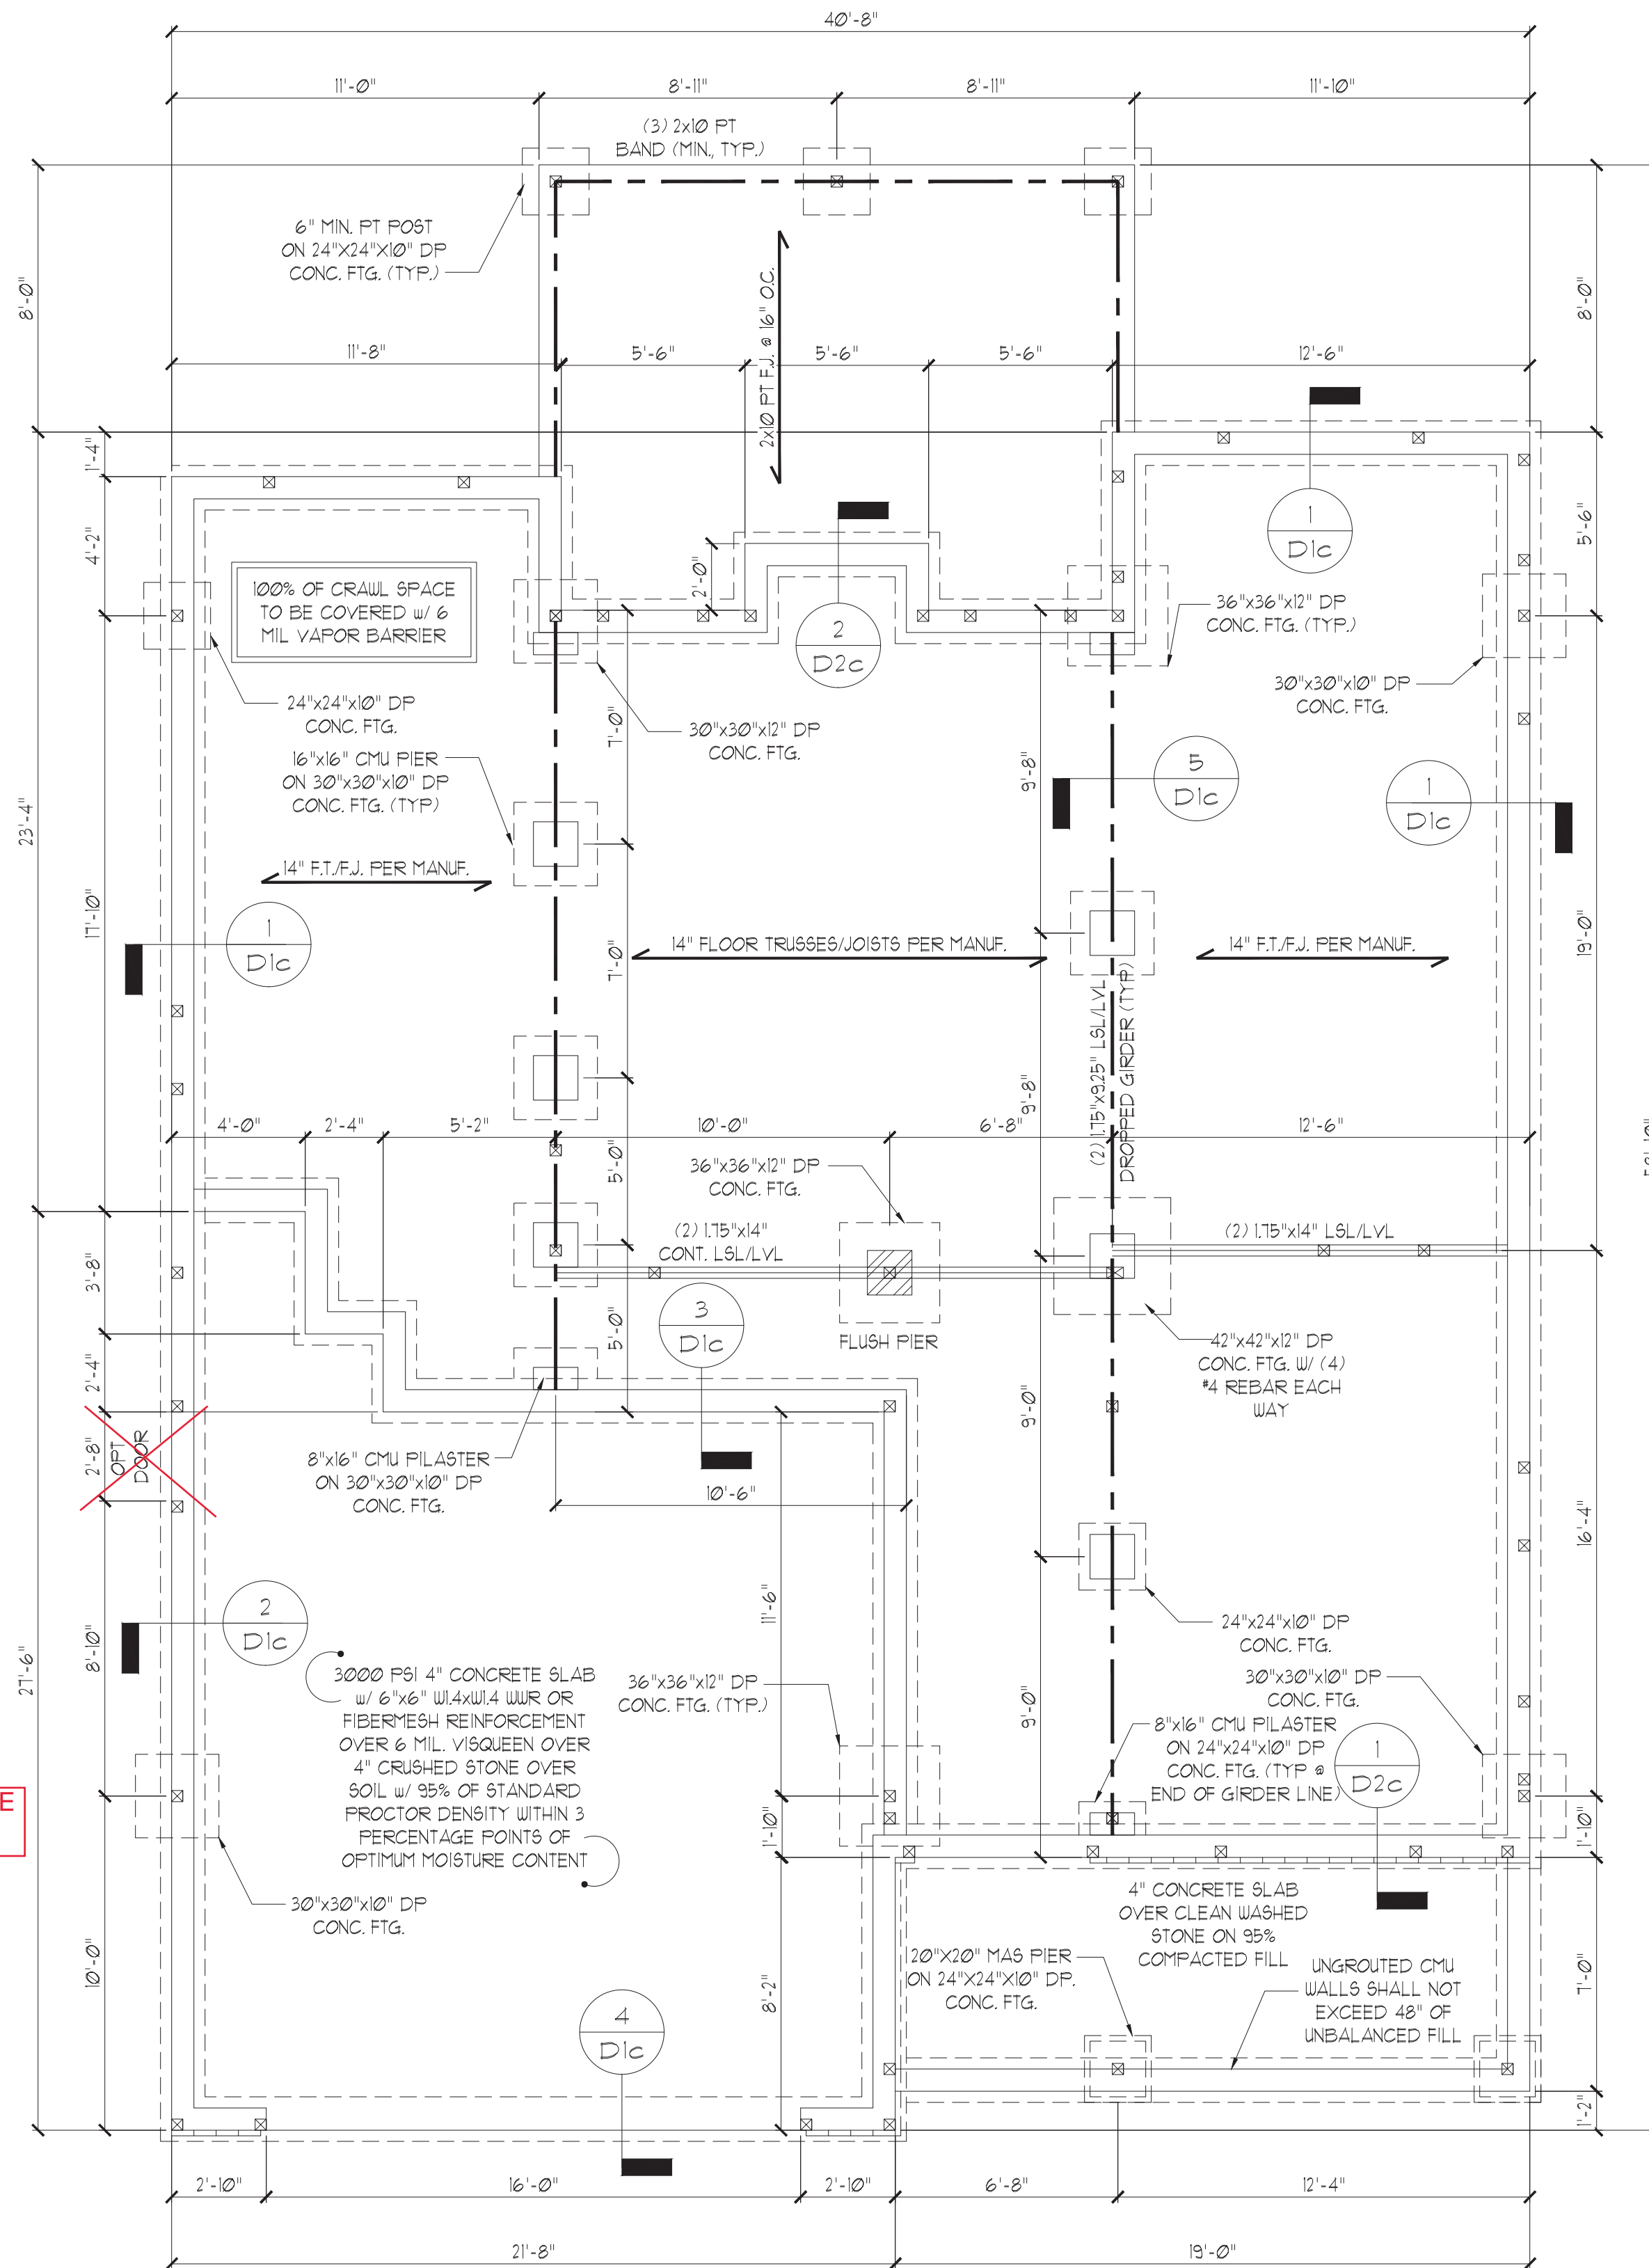 40'-8"
11'-0"
8'-11"
8'-11"
11'-10"
(3) 2x10 PT
BAND (MIN., TYP.)
6" MIN. PT POST
ON 24"X24"X10" DP
CONC. FTG. (TYP.)
8'-0"
8'-0"
2x10 PT F.J. @ 16" O.C.
11'-8"
5'-6"
5'-6"
5'-6"
12'-6"
1'-4"
4'-2"
5'-6"
2'-0"
1
D1c
100% OF CRAWL SPACE
TO BE COVERED w/ 6
MIL VAPOR BARRIER
2
D2c
36"x36"x12" DP
CONC. FTG. (TYP.)
30"x30"x10" DP
CONC. FTG.
24"x24"x10" DP
CONC. FTG.
30"x30"x12" DP
CONC. FTG.
7'-0"
9'-8"
16"x16" CMU PIER
ON 30"x30"x10" DP
CONC. FTG. (TYP)
5
D1c
1
D1c
23'-4"
17'-10"
14" F.T./F.J. PER MANUF.
1
D1c
7'-0"
14" FLOOR TRUSSES/JOISTS PER MANUF.
14" F.T./F.J. PER MANUF.
19'-0"
(2) 1.75"x9.25" LSL/LVL
DROPPED GIRDER (TYP)
9'-8"
4'-0"
2'-4"
5'-2"
10'-0"
6'-8"
12'-6"
5'-0"
36"x36"x12" DP
CONC. FTG.
(2) 1.75"x14"
CONT. LSL/LVL
(2) 1.75"x14" LSL/LVL
3'-8"
3
D1c
FLUSH PIER
5'-0"
42"x42"x12" DP
CONC. FTG. W/ (4)
#4 REBAR EACH
WAY
2'-4"
9'-0"
2'-8"
OPT
DOOR
8"x16" CMU PILASTER
ON 30"x30"x10" DP
CONC. FTG.
10'-6"
16'-4"
11'-6"
2
D1c
8'-10"
27'-6"
24"x24"x10" DP
CONC. FTG.
3000 PSI 4" CONCRETE SLAB
w/ 6"x6" W1.4xW1.4 WWR OR
FIBERMESH REINFORCEMENT
OVER 6 MIL. VISQUEEN OVER
4" CRUSHED STONE OVER
SOIL w/ 95% OF STANDARD
PROCTOR DENSITY WITHIN 3
PERCENTAGE POINTS OF
OPTIMUM MOISTURE CONTENT
36"x36"x12" DP
CONC. FTG. (TYP.)
9'-0"
30"x30"x10" DP
CONC. FTG.
8"x16" CMU PILASTER
ON 24"x24"x10" DP
CONC. FTG. (TYP @
END OF GIRDER LINE)
1
D2c
E
1'-10"
1'-10"
30"x30"x10" DP
CONC. FTG.
4" CONCRETE SLAB
OVER CLEAN WASHED
STONE ON 95%
COMPACTED FILL
10'-0"
8'-2"
20"X20" MAS PIER
ON 24"X24"X10" DP.
CONC. FTG.
UNGROUTED CMU
WALLS SHALL NOT
EXCEED 48" OF
UNBALANCED FILL
7'-0"
4
D1c
1'-2"
2'-10"
16'-0"
2'-10"
6'-8"
12'-4"
21'-8"
19'-0"